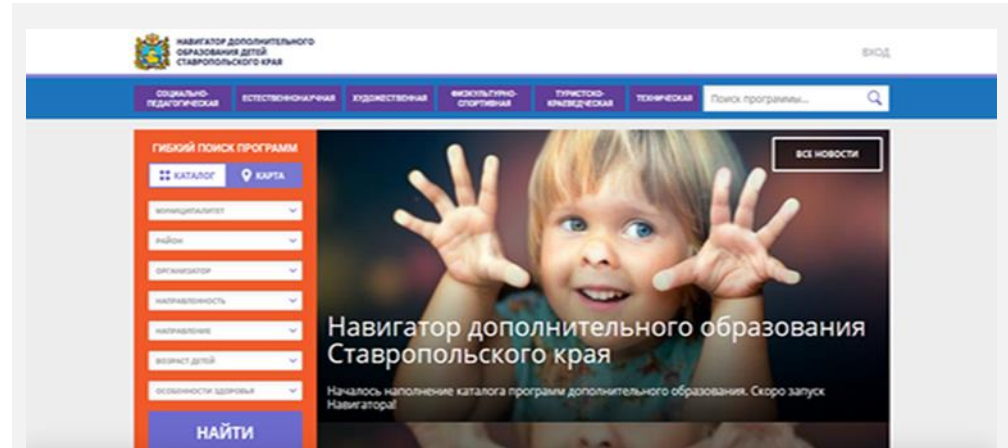 НАВИГАТОР ДОПОЛНИТЕЛЬНОГО
ОБРАЗОВАНИЯ ДЕТЕЙ
СТАВРОПОЛЬСКОГО КРАЯ
ВХОД
СОЦИАЛЬНО-
ПЕДАГОГИЧЕСКАЯ
ЕСТЕСТВЕННОНАУЧНАЯ
ХУДОЖЕСТВЕННАЯ
ФИЗКУЛЬТУРНО-
СПОРТИВНАЯ
ТУРИСТСКО-
КРАЕВЕДЧЕСКАЯ
ТЕХНИЧЕСКАЯ
Поиск программы...
ГИБКИЙ ПОИСК ПРОГРАММ
КАТАЛОГ
КАРТА
МУНИЦИПАЛИТЕТ
РАЙОН
ОРГАНИЗАТОР
НАПРАВЛЕННОСТЬ
НАПРАВЛЕНИЕ
ВОЗРАСТ ДЕТЕЙ
ОСОБЕННОСТИ ЗДОРОВЬЯ
НАЙТИ
ВСЕ НОВОСТИ
Навигатор дополнительного образования
Ставропольского края
Началось наполнение каталога программ дополнительного образования. Скоро запуск
Навигатора!